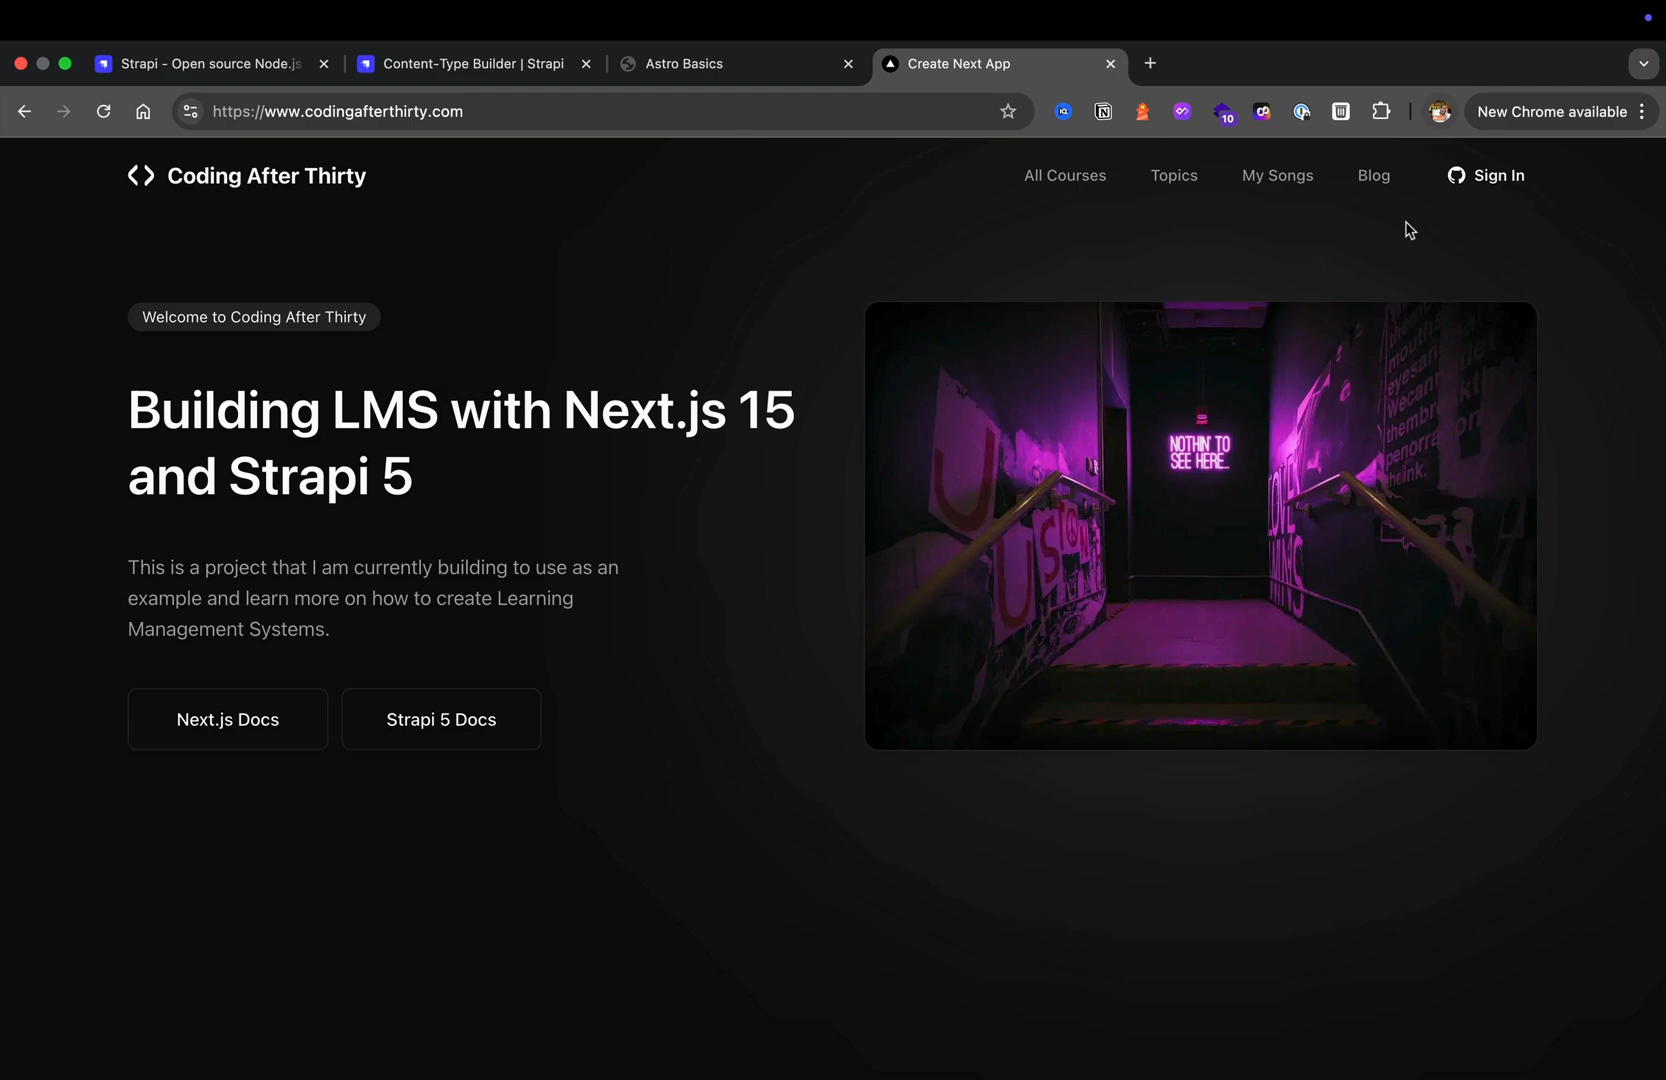 Strapi - Open source Node.js
Content-Type Builder | Strapi
Astro Basics
Create Next App
https://www.codingafterthirty.com
10
New Chrome available
Coding After Thirty
All Courses
Topics
My Songs
Blog
Sign In
Welcome to Coding After Thirty
Building LMS with Next.js 15
and Strapi 5
This is a project that I am currently building to use as an
example and learn more on how to create Learning
Management Systems.
Next.js Docs
Strapi 5 Docs
NOTHIN' TO
SEE HERE...